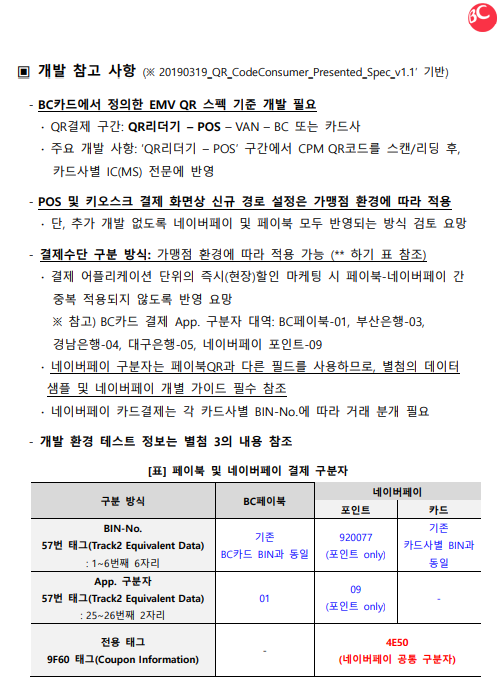 BC
▣ 개발 참고 사항 (※ 20190319_QR_CodeConsumer_Presented_Spec_v1.1’ 기반)
- BC카드에서 정의한 EMV QR 스펙 기준 개발 필요
· QR결제 구간: QR리더기 – POS – VAN – BC 또는 카드사
· 주요 개발 사항: ‘QR리더기 – POS’ 구간에서 CPM QR코드를 스캔/리딩 후,
카드사별 IC(MS) 전문에 반영
- POS 및 키오스크 결제 화면상 신규 경로 설정은 가맹점 환경에 따라 적용
· 단, 추가 개발 없도록 네이버페이 및 페이북 모두 반영되는 방식 검토 요망
- 결제수단 구분 방식: 가맹점 환경에 따라 적용 가능 (** 하기 표 참조)
· 결제 어플리케이션 단위의 즉시(현장)할인 마케팅 시 페이북-네이버페이 간
중복 적용되지 않도록 반영 요망
※ 참고) BC카드 결제 App. 구분자 대역: BC페이북-01, 부산은행-03,
경남은행-04, 대구은행-05, 네이버페이 포인트-09
· 네이버페이 구분자는 페이북QR과 다른 필드를 사용하므로, 별첨의 데이터
샘플 및 네이버페이 개별 가이드 필수 참조
· 네이버페이 카드결제는 각 카드사별 BIN-No.에 따라 거래 분개 필요
- 개발 환경 테스트 정보는 별첨 3의 내용 참조
[표] 페이북 및 네이버페이 결제 구분자
구분 방식 BC페이북 네이버페이
포인트 카드
BIN-No.
57번 태그(Track2 Equivalent Data)
: 1~6번째 6자리
기존
BC카드 BIN과 동일
920077
(포인트 only)
기존
카드사별 BIN과
동일
App. 구분자
57번 태그(Track2 Equivalent Data)
: 25~26번째 2자리
01
09
(포인트 only)
-
전용 태그
9F60 태그(Coupon Information)
-
4E50
(네이버페이 공통 구분자)